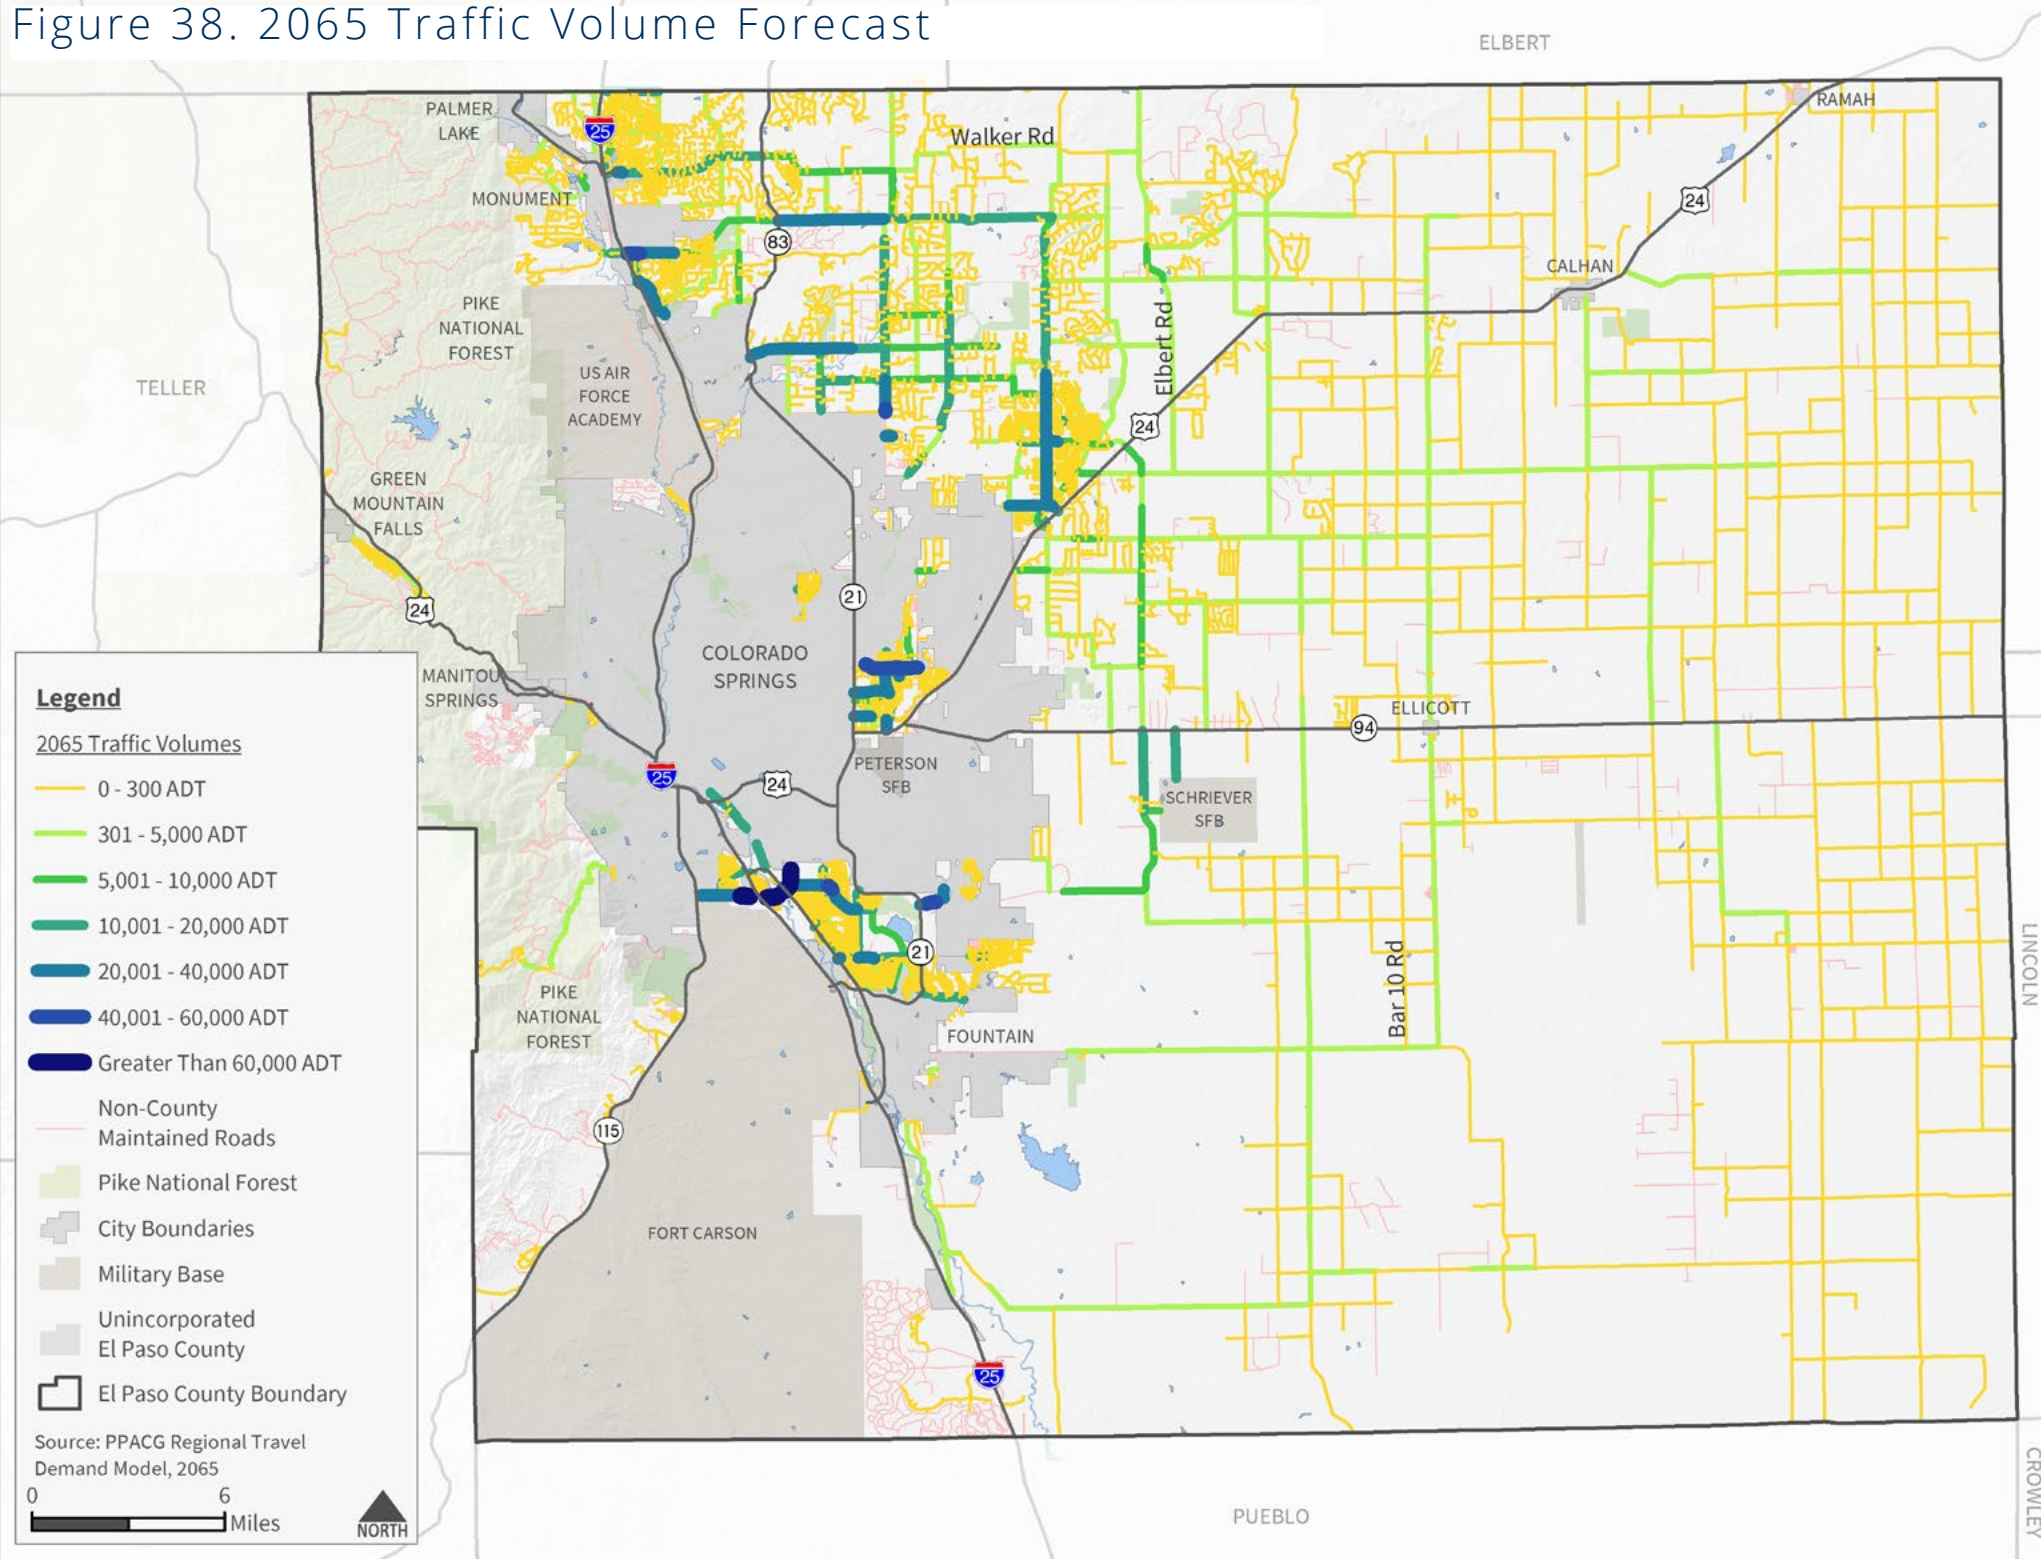 Figure 38. 2065 Traffic Volume Forecast
ELBERT
PALMER
LAKE
25
Walker Rd
RAMAH
MONUMENT
24
83
CALHAN
PIKE
NATIONAL
FOREST
Elbert Rd
TELLER
US AIR
FORCE
ACADEMY
24
GREEN
MOUNTAIN
FALLS
24
21
COLORADO
SPRINGS
MANITOU
SPRINGS
ELLICOTT
94
25
24
PETERSON
SFB
SCHRIEVER
SFB
21
Bar 10 Rd
LINCOLN
PIKE
NATIONAL
FOREST
FOUNTAIN
115
FORT CARSON
25
PUEBLO
CROWLEY
Legend
2065 Traffic Volumes
0 - 300 ADT
301 - 5,000 ADT
5,001 - 10,000 ADT
10,001 - 20,000 ADT
20,001 - 40,000 ADT
40,001 - 60,000 ADT
Greater Than 60,000 ADT
Non-County
Maintained Roads
Pike National Forest
City Boundaries
Military Base
Unincorporated
El Paso County
El Paso County Boundary
Source: PPACG Regional Travel
Demand Model, 2065
0 6
Miles
NORTH